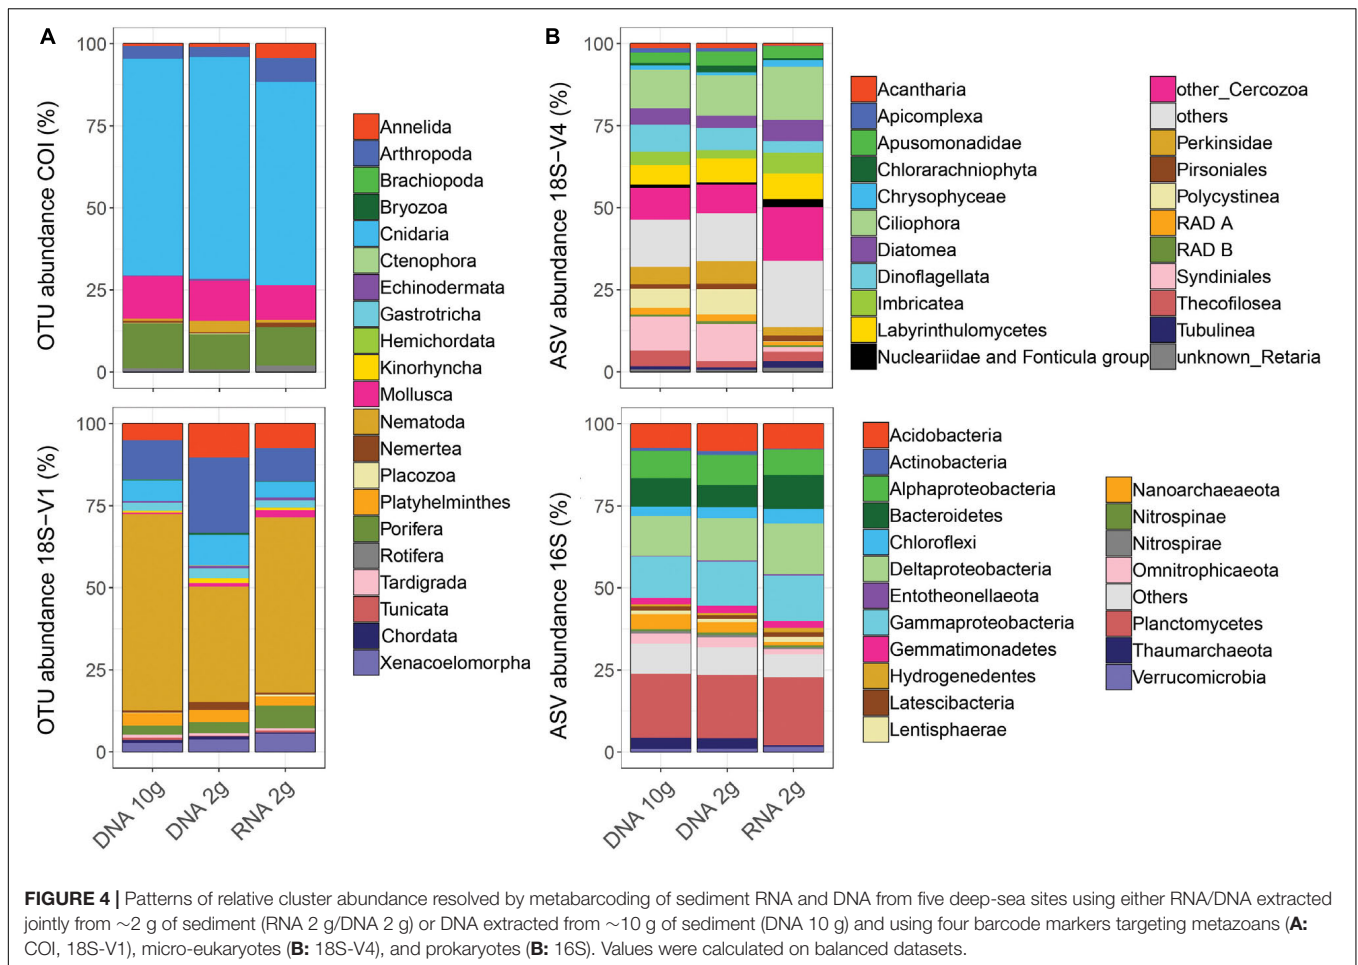 A
OTU abundance COI (%)
100
75
50
25
0
OTU abundance 18S−V1 (%)
100
75
50
25
0
DNA 10g
DNA 2g
RNA 2g
Annelida
Arthropoda
Brachiopoda
Bryozoa
Cnidaria
Ctenophora
Echinodermata
Gastrotricha
Hemichordata
Kinorhyncha
Mollusca
Nematoda
Nemertea
Placozoa
Platyhelminthes
Porifera
Rotifera
Tardigrada
Tunicata
Chordata
Xenacoelomorpha
B
ASV abundance 18S−V4 (%)
100
75
50
25
0
Acantharia
Apicomplexa
Apusomonadidae
Chlorarachniophyta
Chrysophyceae
Ciliophora
Diatomea
Dinoflagellata
Imbricatea
Labyrinthulomycetes
Nucleariidae and Fonticula group
other_Cercozoa
others
Perkinsidae
Pirsoniales
Polycystinea
RAD A
RAD B
Syndiniales
Thecofilosea
Tubulinea
unknown_Retaria
ASV abundance 16S (%)
100
75
50
25
0
DNA 10g
DNA 2g
RNA 2g
Acidobacteria
Actinobacteria
Alphaproteobacteria
Bacteroidetes
Chloroflexi
Deltaproteobacteria
Entotheonellaeota
Gammaproteobacteria
Gemmatimonadetes
Hydrogenedentes
Latescibacteria
Lentisphaerae
Nanoarchaeaeota
Nitrospinae
Nitrospirae
Omnitrophicaeota
Others
Planctomycetes
Thaumarchaeota
Verrucomicrobia
FIGURE 4 | Patterns of relative cluster abundance resolved by metabarcoding of sediment RNA and DNA from five deep-sea sites using either RNA/DNA extracted
jointly from ∼2 g of sediment (RNA 2 g/DNA 2 g) or DNA extracted from ∼10 g of sediment (DNA 10 g) and using four barcode markers targeting metazoans (A:
COI, 18S-V1), micro-eukaryotes (B: 18S-V4), and prokaryotes (B: 16S). Values were calculated on balanced datasets.